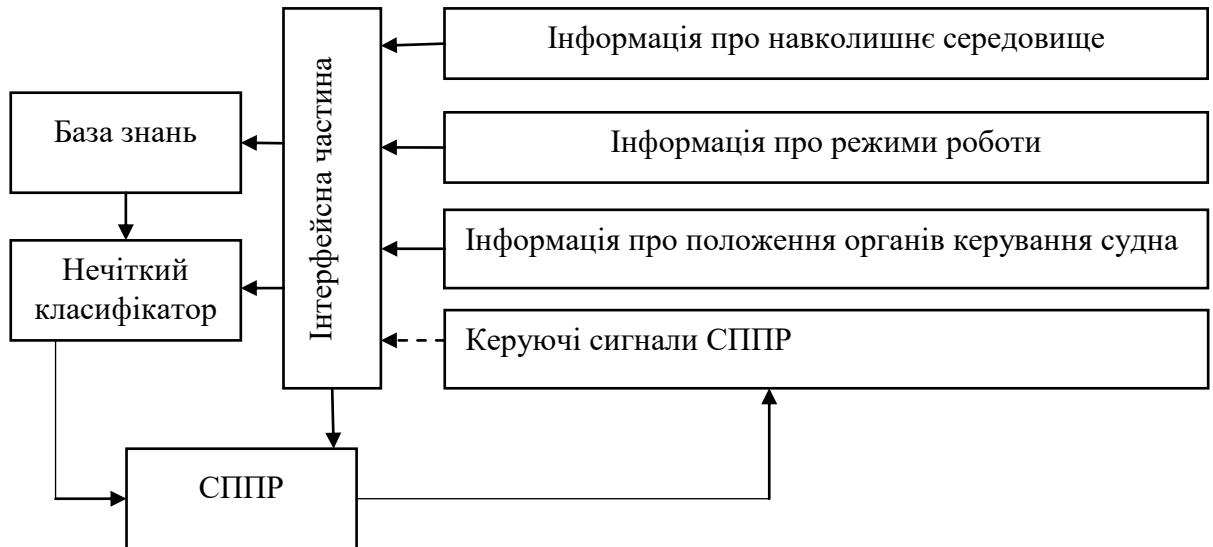 Інформація про навколишнє середовище
База знань
Інтерфейсна частина
Інформація про режими роботи
Інформація про положення органів керування судна
Нечіткий
класифікатор
Керуючі сигнали СППР
СППР